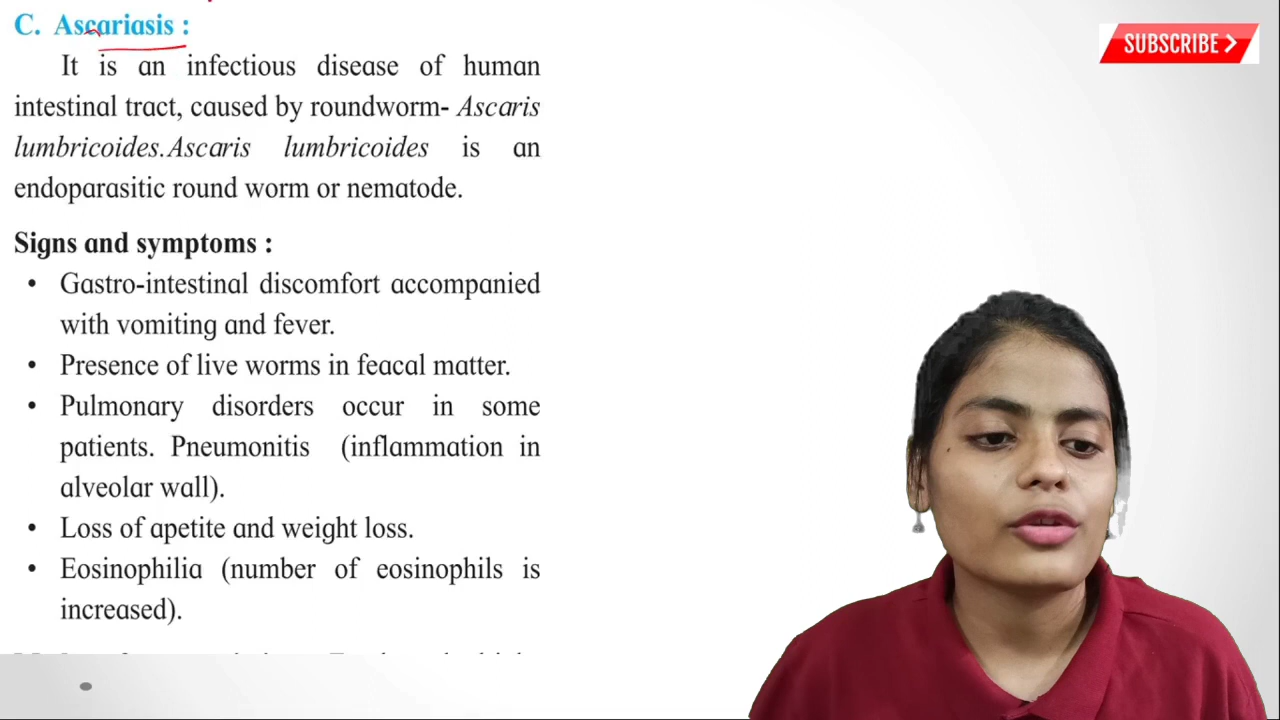 C. Ascariasis :
SUBSCRIBE
It is an infectious disease of human
intestinal tract, caused by roundworm- Ascaris
lumbricoides.Ascaris lumbricoides is an
endoparasitic round worm or nematode.
Signs and symptoms :
• Gastro-intestinal discomfort accompanied
with vomiting and fever.
• Presence of live worms in feacal matter.
• Pulmonary disorders occur in some
patients. Pneumonitis (inflammation in
alveolar wall).
• Loss of apetite and weight loss.
• Eosinophilia (number of eosinophils is
increased).